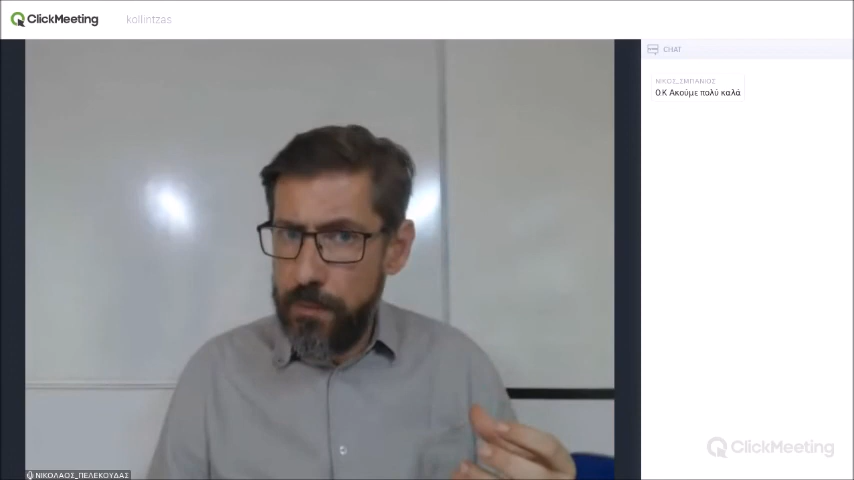 ClickMeeting
kollintzas
CHAT
ΝΙΚΟΣ_ΣΜΠΑΝΙΟΣ
Ο.Κ Ακούμε πολύ καλά
ClickMeeting
ΝΙΚΟΛΑΟΣ_ΠΕΛΕΚΟΥΔΑΣ